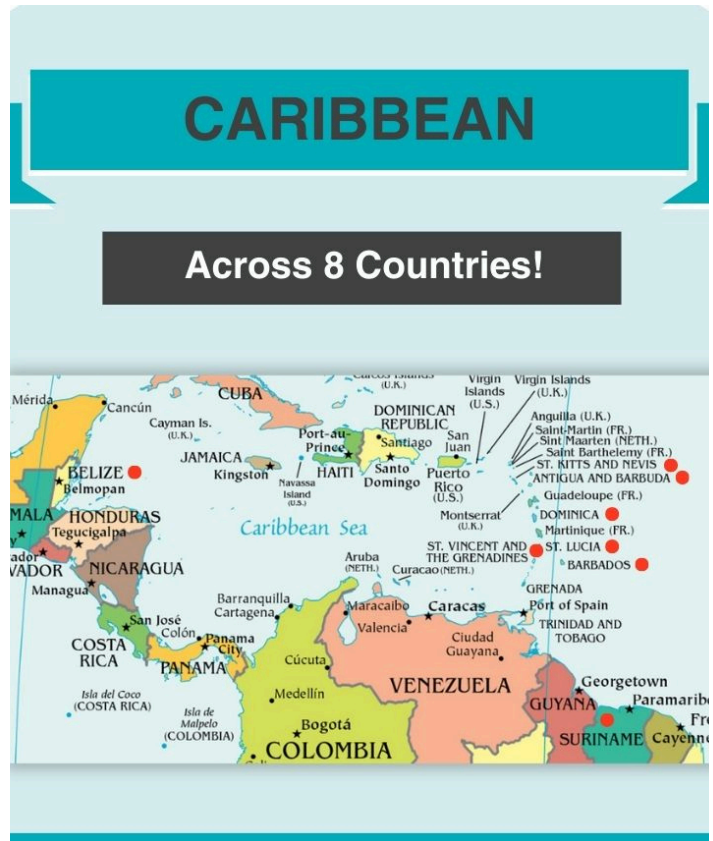 CARIBBEAN
Across 8 Countries!
Virgin Islands (U.S.)
Virgin Islands (U.K.)
(U.K.)
Mérida
Cancún
CUBA
Cayman Is. (U.K.)
DOMINICAN REPUBLIC
Anguilla (U.K.)
Saint-Martin (FR.)
Sint Maarten (NETH.)
Saint Barthelemy (FR.)
ST. KITTS AND NEVIS
ANTIGUA AND BARBUDA
Port-au-Prince
Santiago
San Juan
JAMAICA
Kingston
HAITI
Santo Domingo
Puerto Rico (U.S.)
Navassa Island (U.S.)
BELIZE
Belmopan
Guadeloupe (FR.)
Montserrat (U.K.)
DOMINICA
Martinique (FR.)
MALA
HONDURAS
Tegucigalpa
Caribbean Sea
ST. VINCENT AND THE GRENADINES
ST. LUCIA
BARBADOS
ador
VADOR
NICARAGUA
Managua
Aruba (NETH.)
Curacao (NETH.)
GRENADA
Port of Spain
TRINIDAD AND TOBAGO
Barranquilla
Cartagena
Maracaibo
Caracas
Valencia
San José
Colón
Panama City
COSTA RICA
PANAMA
Cúcuta
Ciudad Guayana
Medellín
VENEZUELA
Georgetown
GUYANA
Paramaribo
Isla del Coco (COSTA RICA)
Isla de Malpelo (COLOMBIA)
Bogotá
COLOMBIA
SURINAME
Cayenne